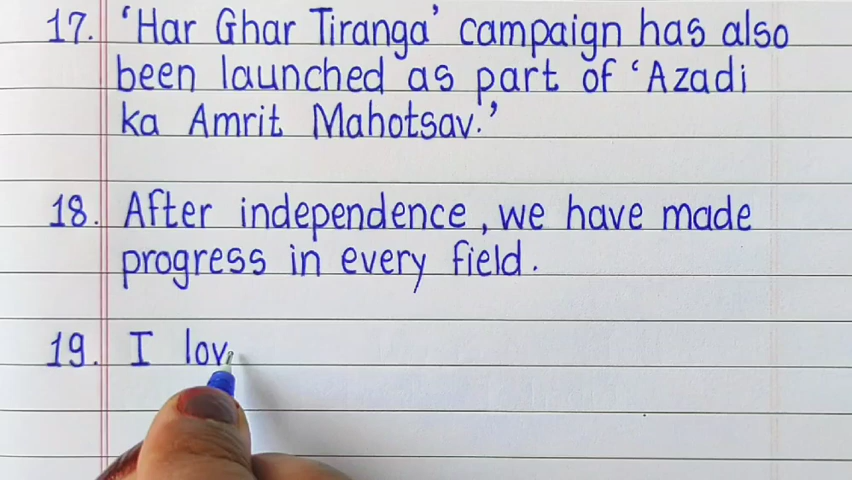 17. 'Har Ghar Tiranga' campaign has also
been launched as part of 'Azadi
ka Amrit Mahotsav.'
18. After independence, we have made
progress in every field.
19. I lov